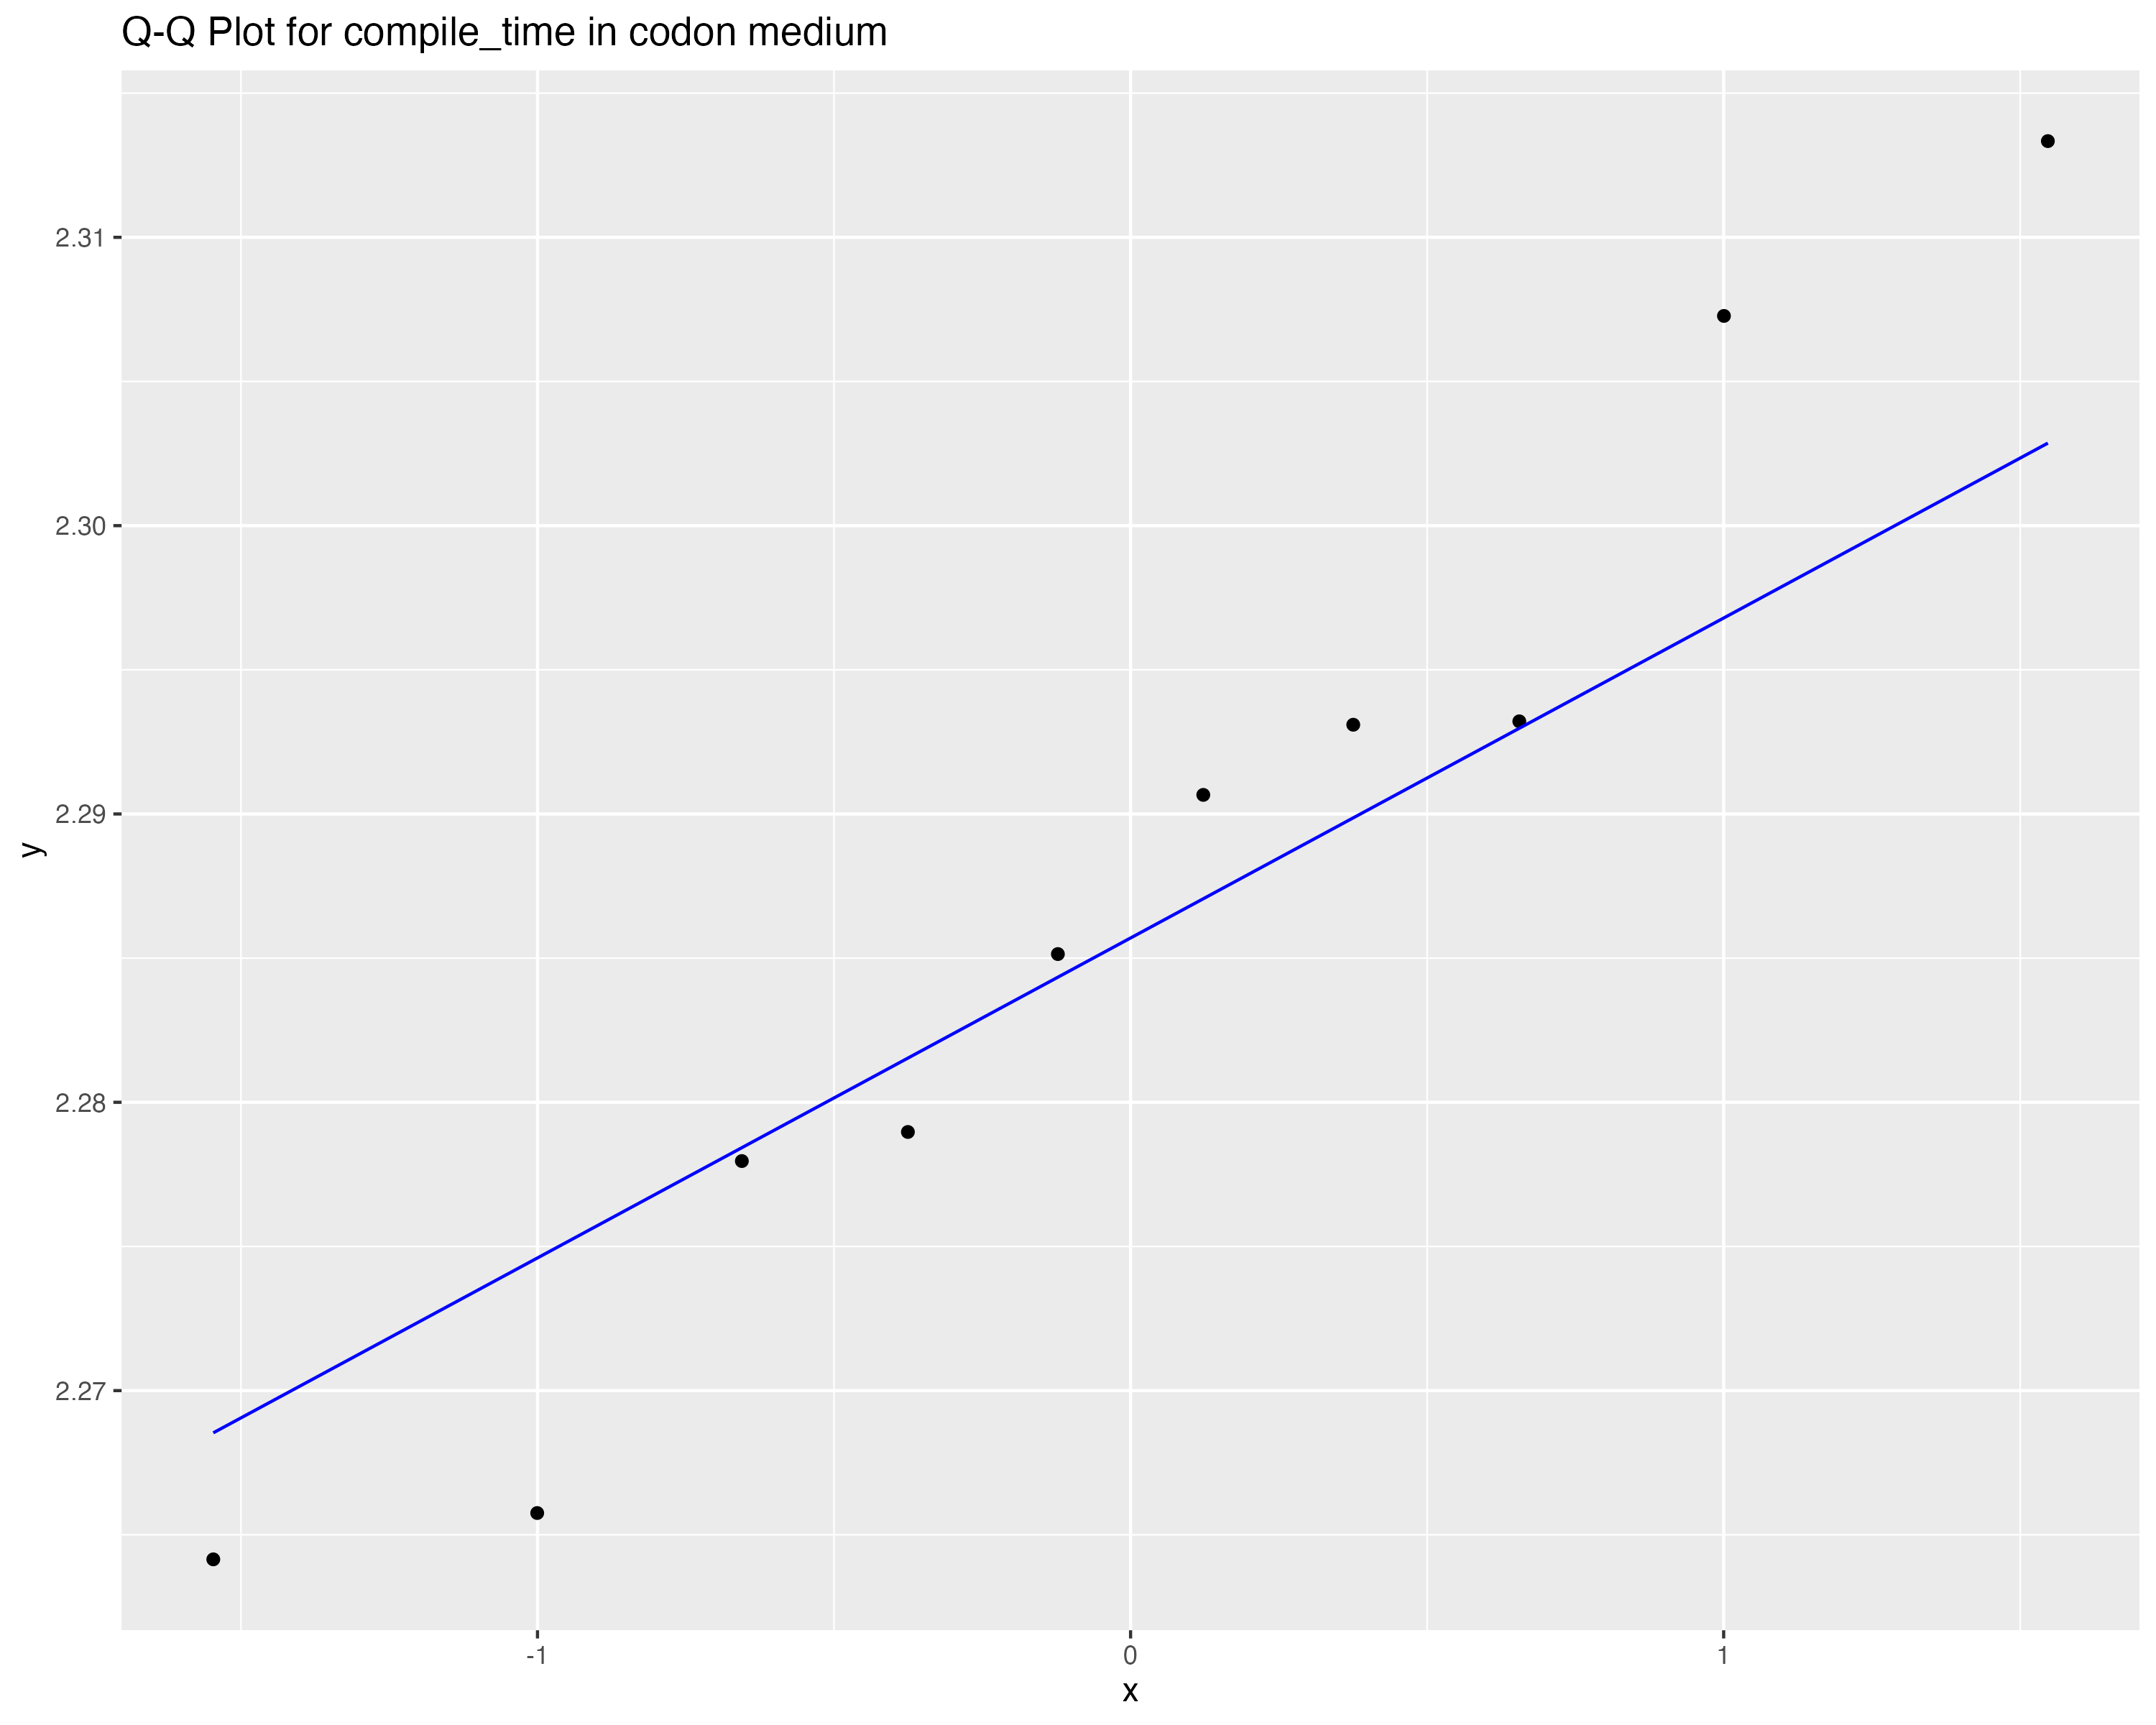 Q-Q Plot for compile_time in codon medium
2.31
2.30
2.29
2.28
2.27
y
-1 0 1
x